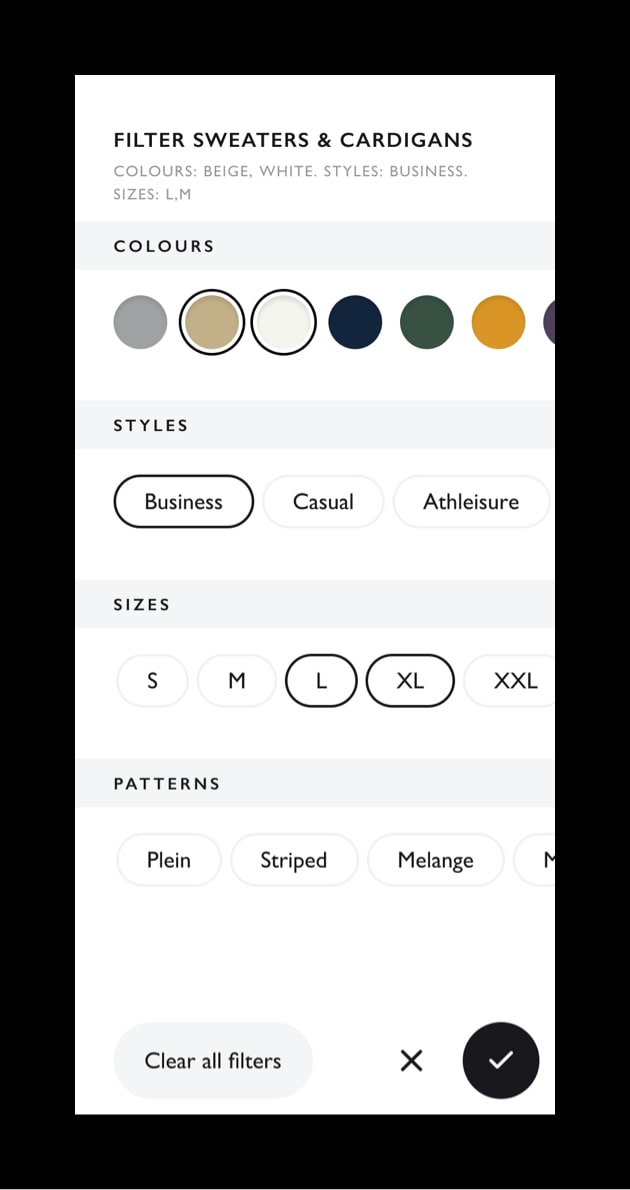 FILTER SWEATERS & CARDIGANS
COLOURS: BEIGE, WHITE. STYLES: BUSINESS.
SIZES: L,M
COLOURS
STYLES
Business Casual Athleisure
SIZES
S M L XL XXL
PATTERNS
Plein Striped Melange
Clear all filters